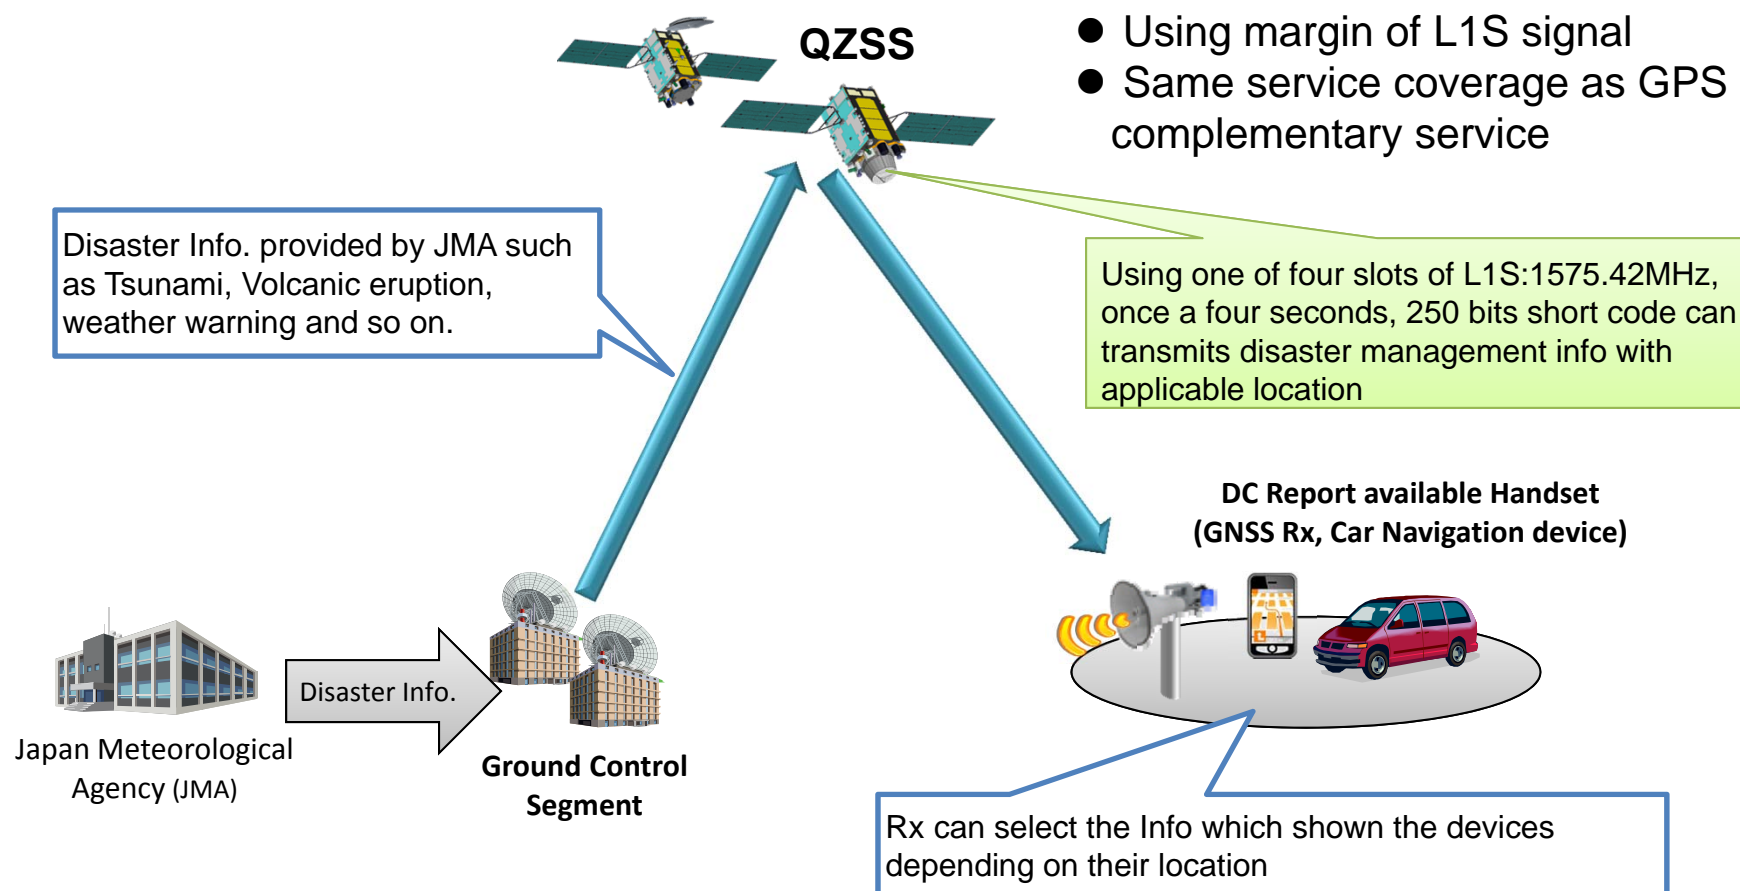 QZSS
● Using margin of L1S signal
● Same service coverage as GPS
complementary service
Disaster Info. provided by JMA such
as Tsunami, Volcanic eruption,
weather warning and so on.
Using one of four slots of L1S:1575.42MHz,
once a four seconds, 250 bits short code can
transmits disaster management info with
applicable location
DC Report available Handset
(GNSS Rx, Car Navigation device)
Disaster Info.
Japan Meteorological
Agency (JMA)
Ground Control
Segment
Rx can select the Info which shown the devices
depending on their location